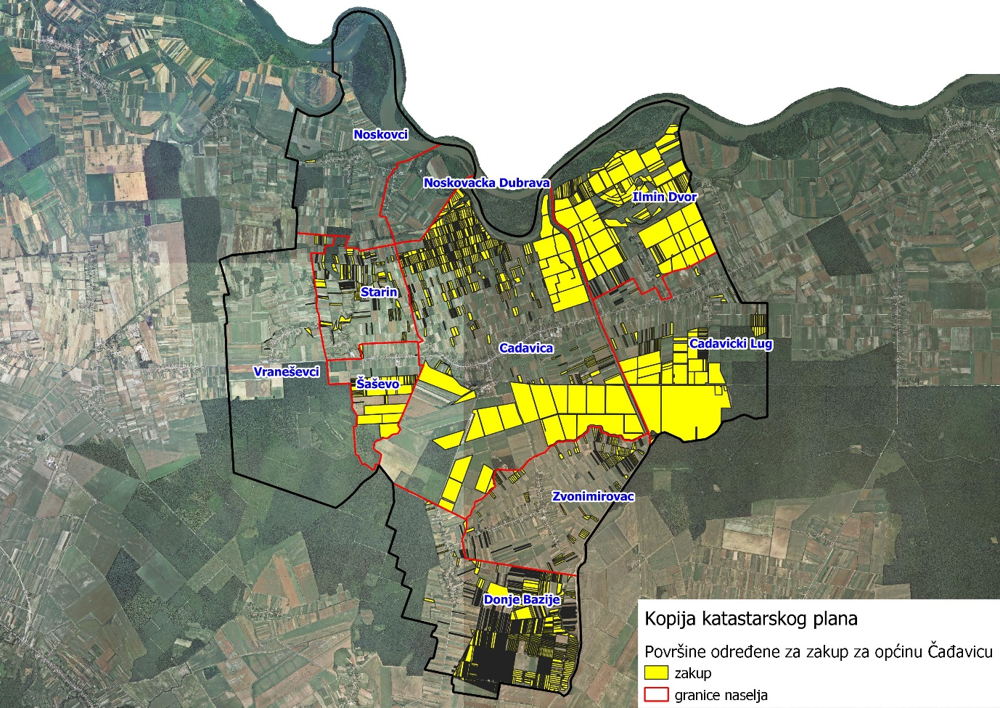 Noskovci
Noskovacka Dubrava
Ilmin Dvor
Starin
Cadavica
Cadavicki Lug
Vraneševci
Šaševo
Zvonimirovac
Donje Bazije
Kopija katastarskog plana
Površine određene za zakup za općinu Čađavicu
zakup
granice naselja